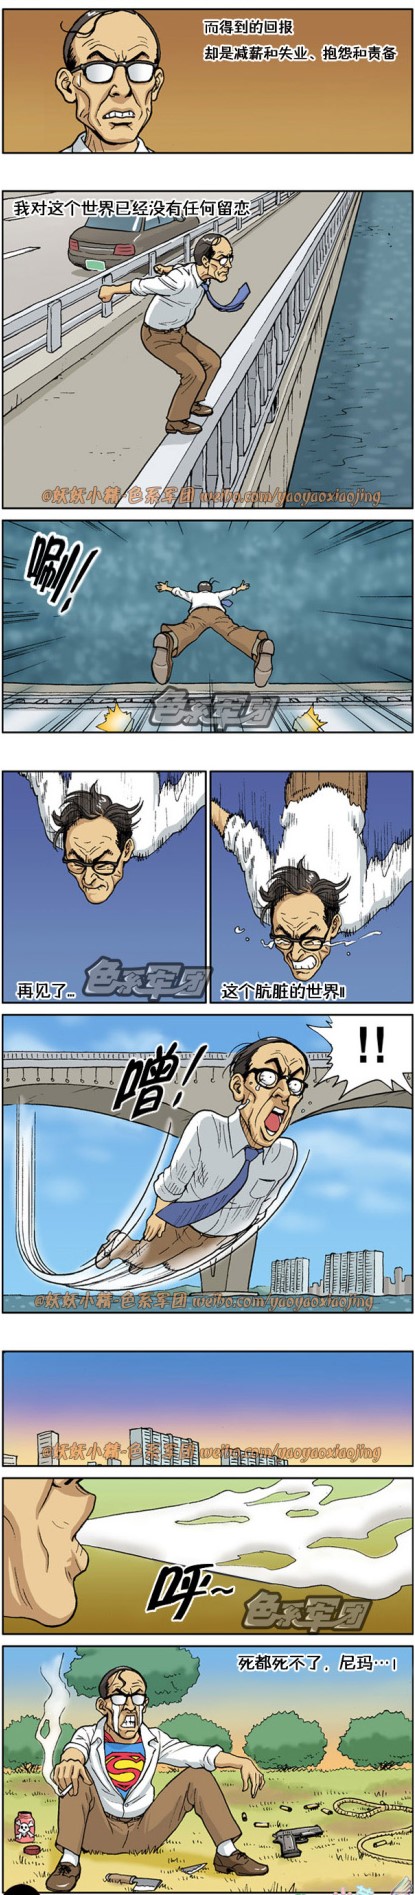 而得到的回报
却是减薪和失业、抱怨和责备
我对这个世界已经没有任何留恋
@妖妖小精-色系军团 weibo.com/yaoyaoxiaojing
唰!!
色系军团
再见了...
色系军团
这个肮脏的世界!!
!!
噌!
@妖妖小精-色系军团 weibo.com/yaoyaoxiaojing
@妖妖小精-色系军团 weibo.com/yaoyaoxiaojing
呼~
色系军团
死都死不了，尼玛…!
S